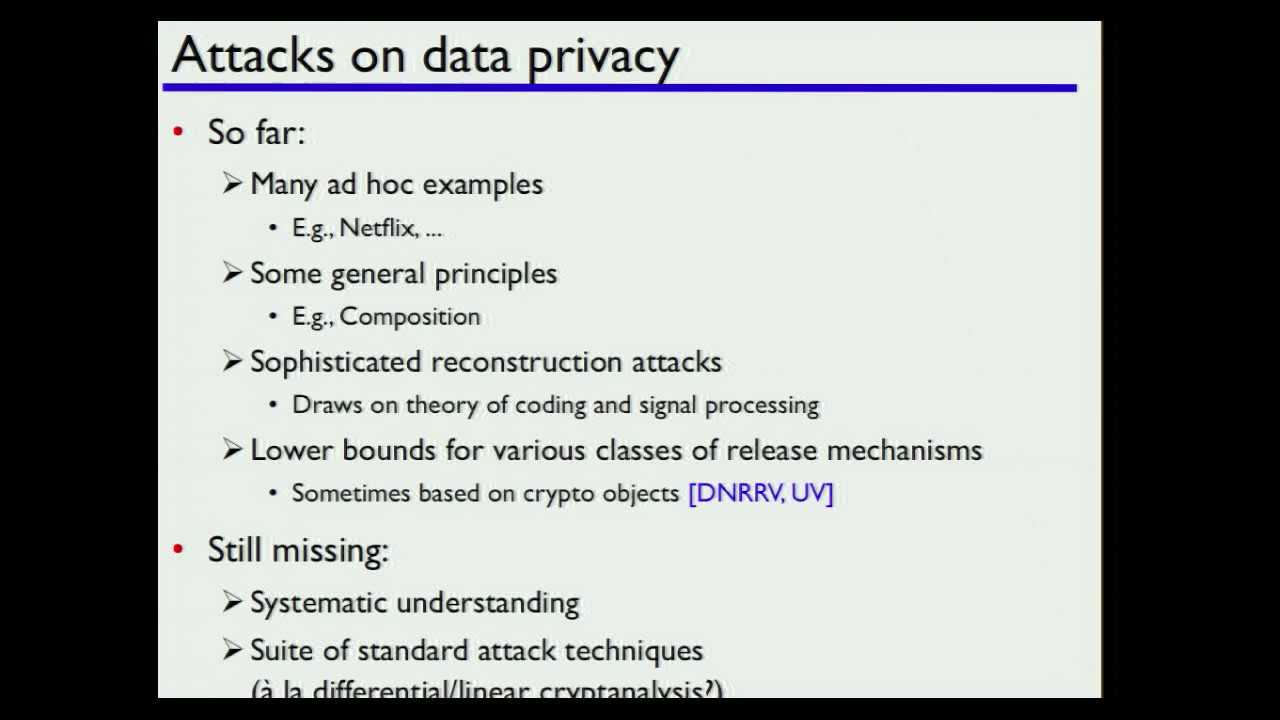 Attacks on data privacy
• So far:
➢ Many ad hoc examples
• E.g., Netflix, ...
➢ Some general principles
• E.g., Composition
➢ Sophisticated reconstruction attacks
• Draws on theory of coding and signal processing
➢ Lower bounds for various classes of release mechanisms
• Sometimes based on crypto objects [DNRRV, UV]
• Still missing:
➢ Systematic understanding
➢ Suite of standard attack techniques
(à la differential/linear cryptanalysis?)